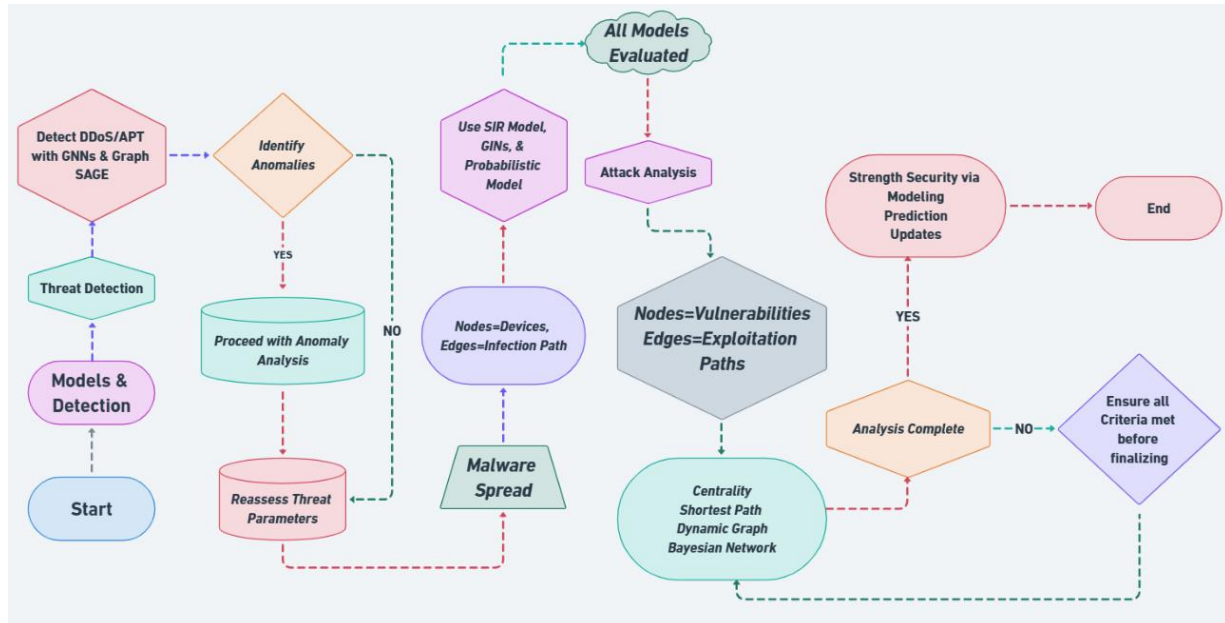 All Models
Evaluated
Detect DDoS/APT
with GNNs & Graph
SAGE
Identify
Anomalies
Use SIR Model,
GINs, &
Probabilistic
Model
Attack Analysis
Strength Security via
Modeling
Prediction
Updates
End
YES
Threat Detection
NO
Proceed with Anomaly
Analysis
Nodes=Devices,
Edges=Infection Path
Nodes=Vulnerabilities
Edges=Exploitation
Paths
YES
Models &
Detection
Analysis Complete
NO
Ensure all
Criteria met
before
finalizing
Start
Reassess Threat
Parameters
Malware
Spread
Centrality
Shortest Path
Dynamic Graph
Bayesian Network